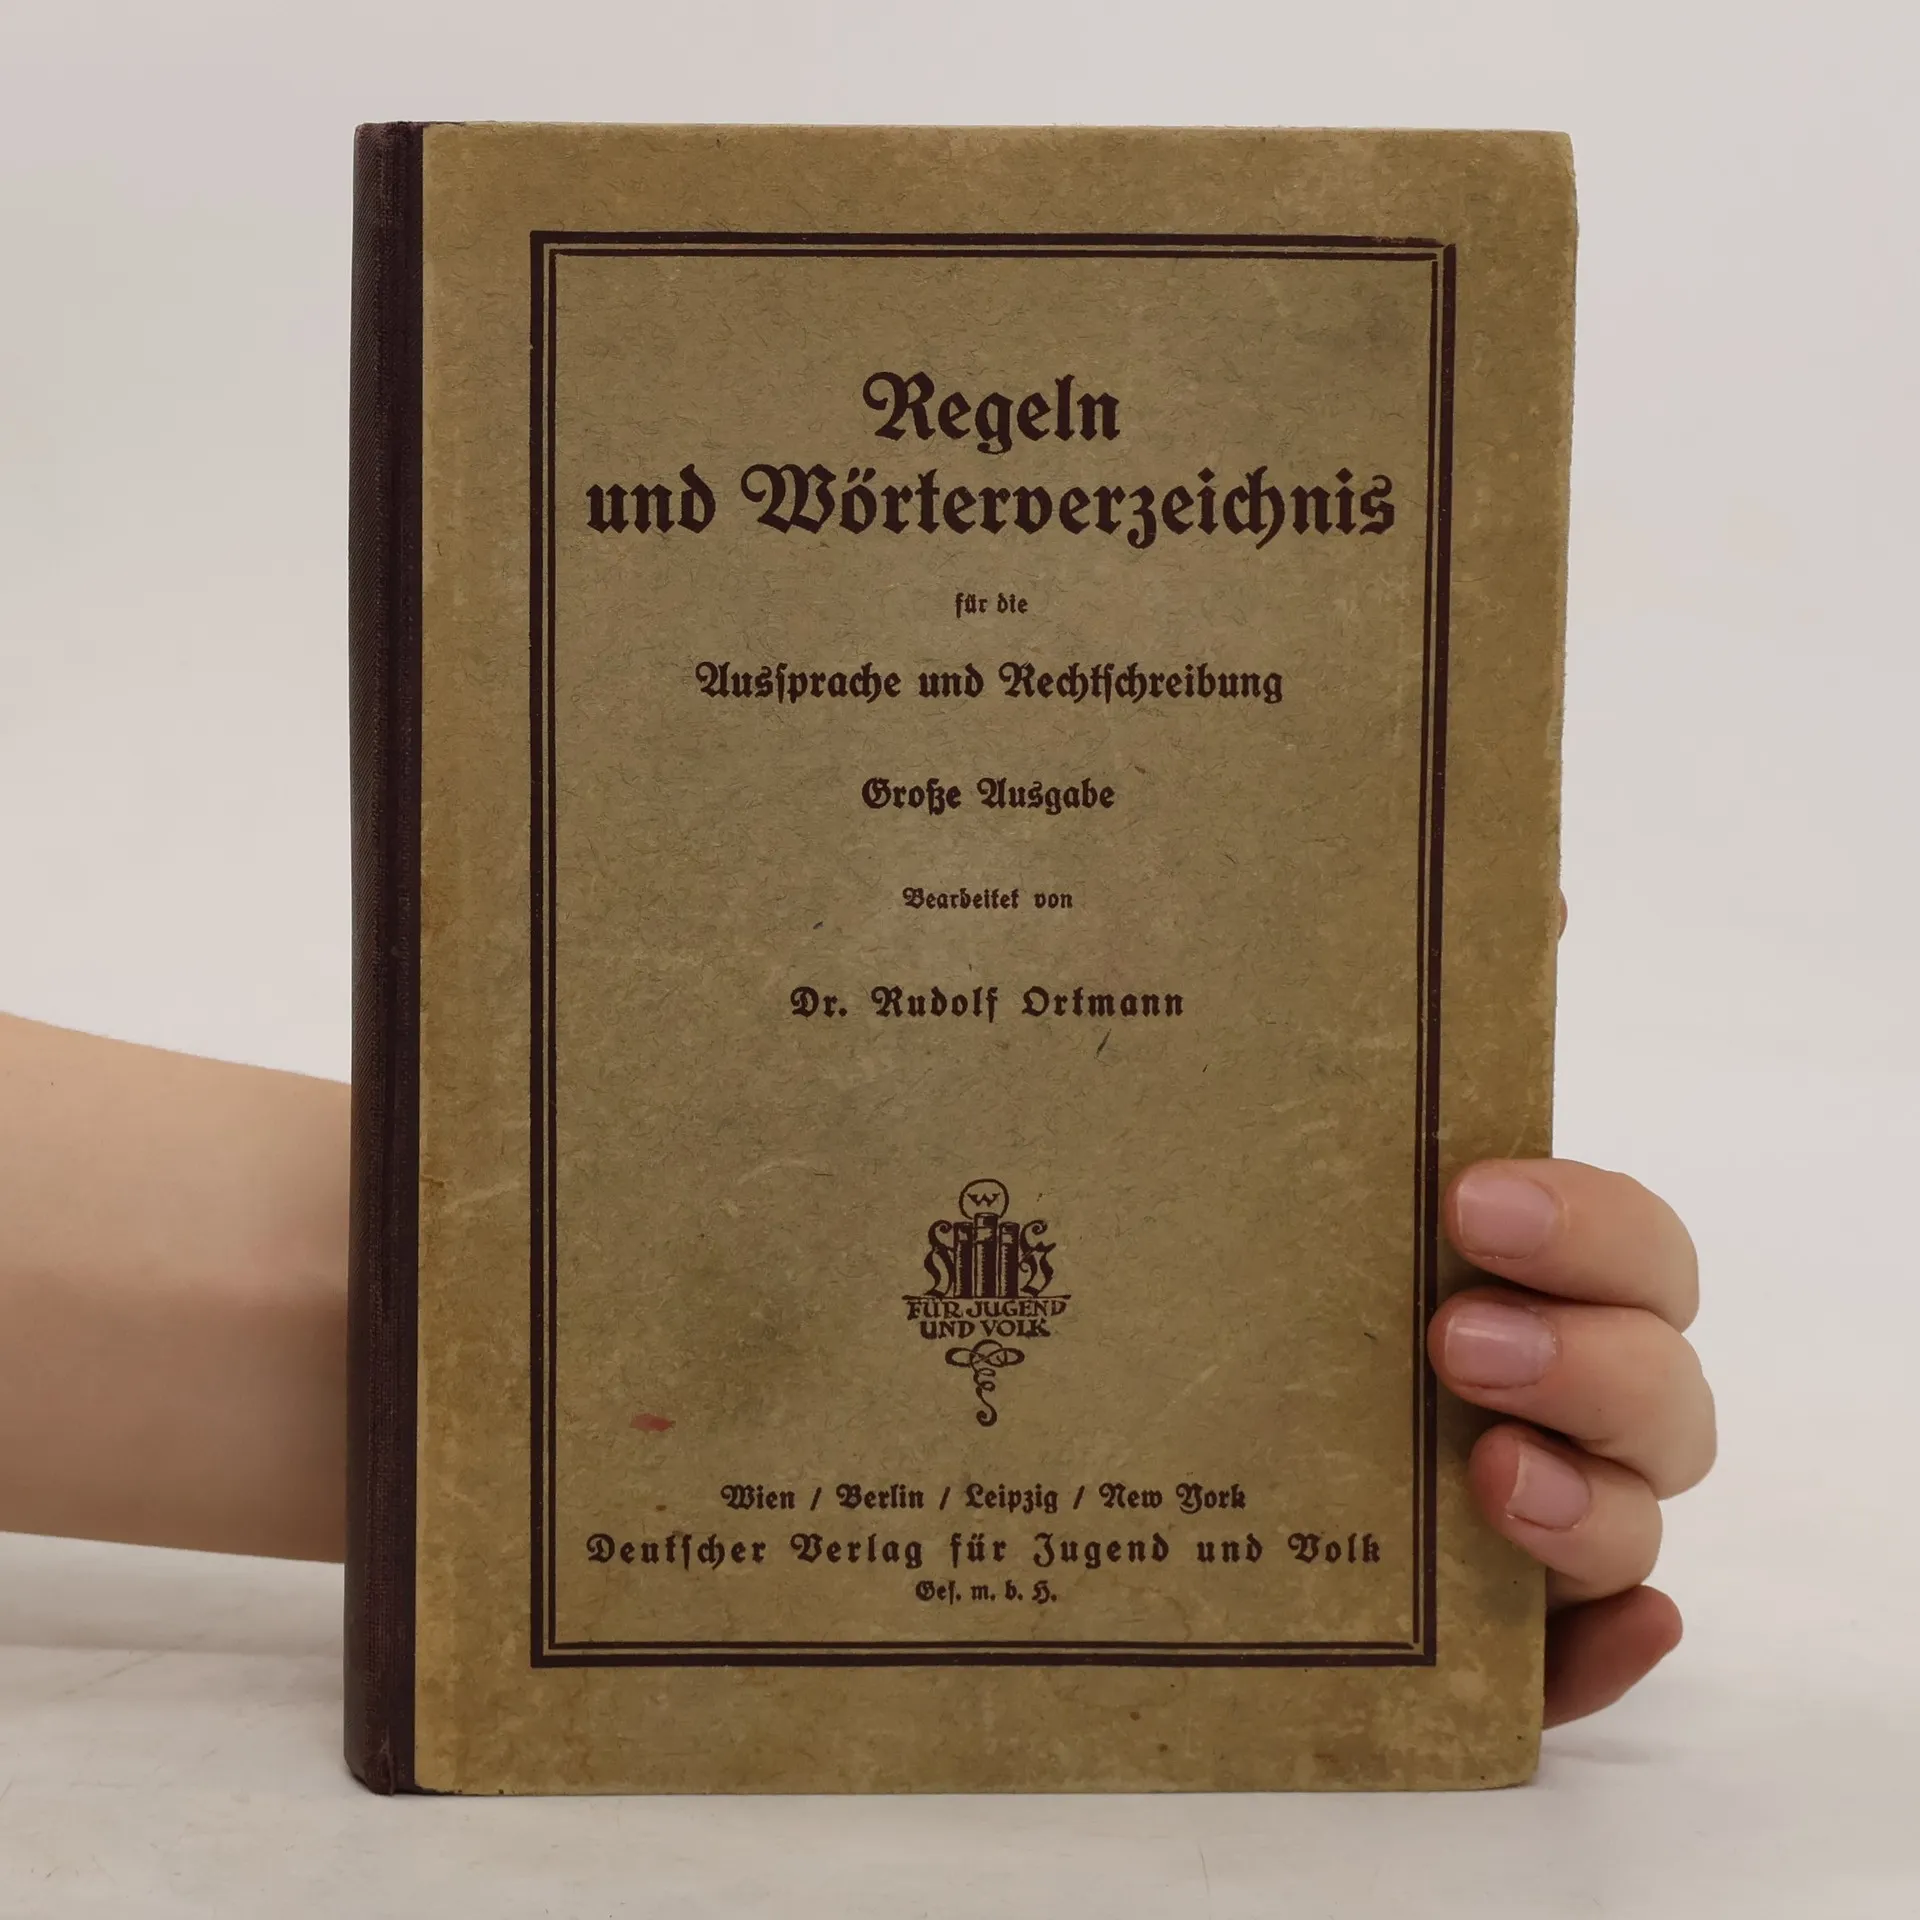 Regeln
und Wörterverzeichnis
für die
Ausſprache und Rechtſchreibung
Große Ausgabe
Bearbeitet von
Dr. Rudolf Ortmann
W
FÜR JUGEND
UND VOLK
Wien / Berlin / Leipzig / New York
Deutſcher Verlag für Jugend und Volk
Geſ. m. b. H.